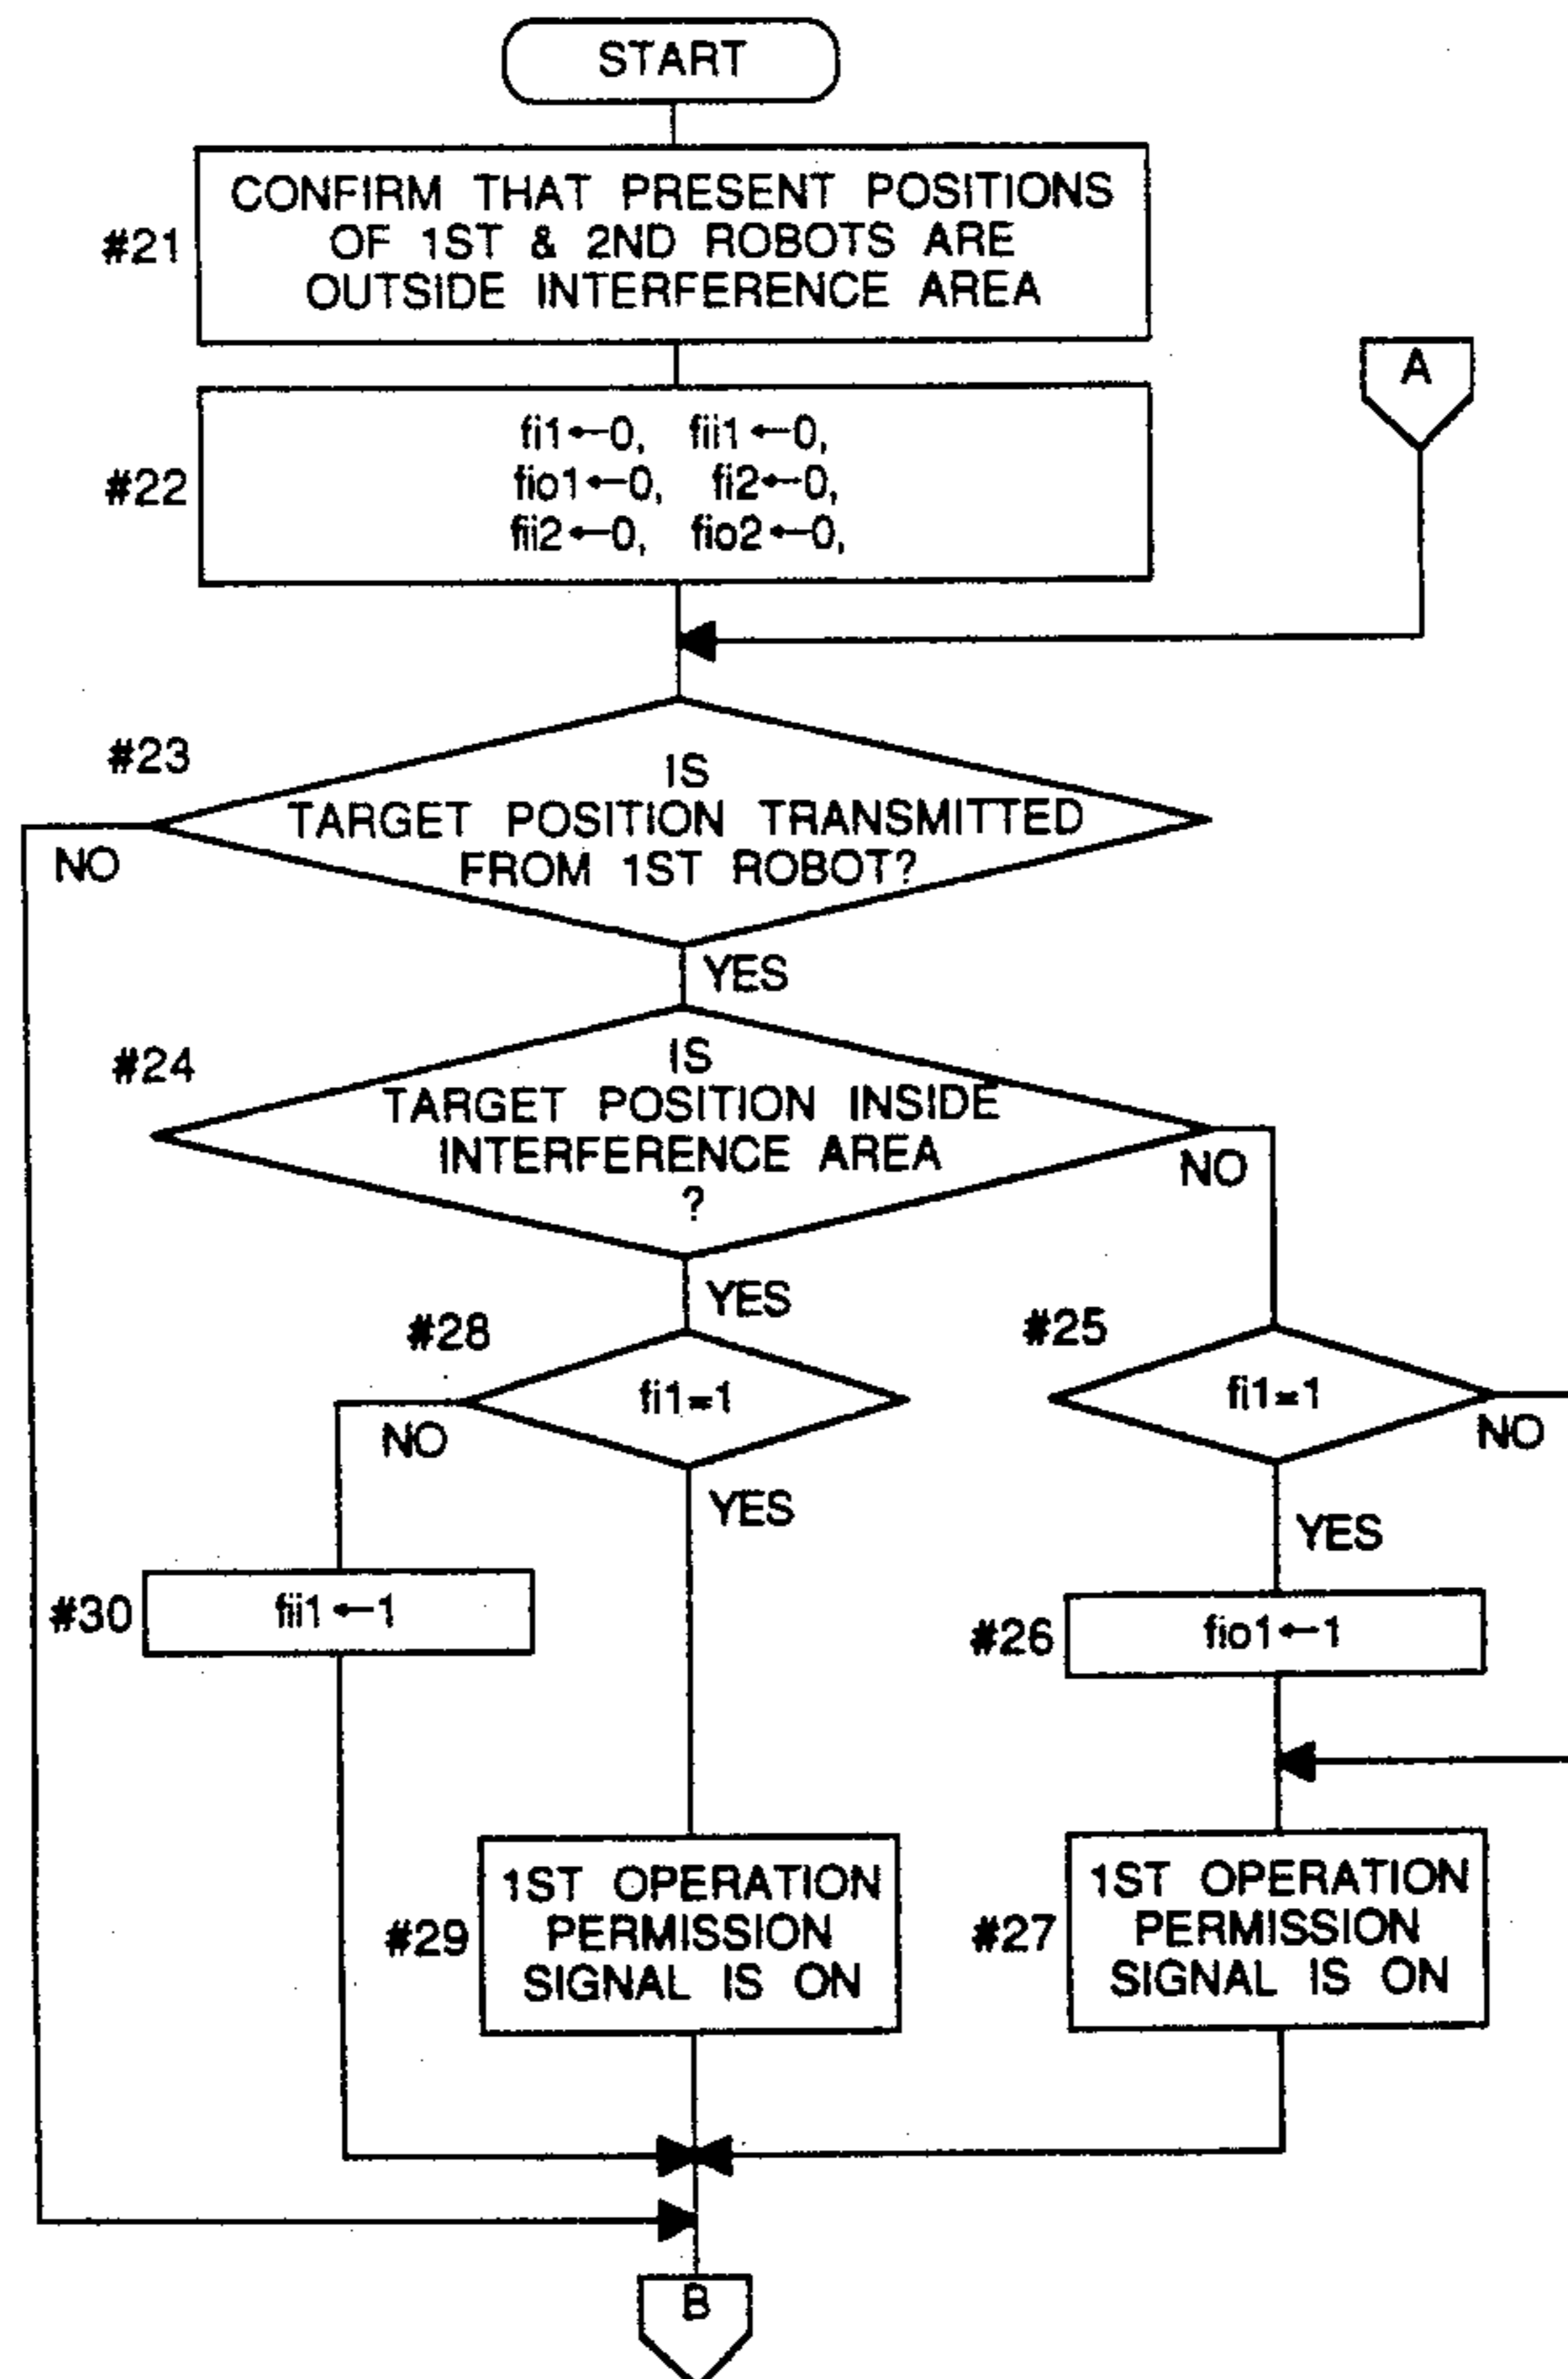 START
CONFIRM THAT PRESENT POSITIONS
OF 1ST & 2ND ROBOTS ARE
OUTSIDE INTERFERENCE AREA
#21
A
fi1←0, fii1←0,
fio1←0, fi2←0,
fii2←0, fio2←0,
#22
#23
IS
TARGET POSITION TRANSMITTED
FROM 1ST ROBOT?
NO
YES
#24
IS
TARGET POSITION INSIDE
INTERFERENCE AREA
?
NO
YES
#28
fi1=1
NO
YES
#25
fi1=1
NO
YES
#30
fii1←1
#26
fio1←1
#29
1ST OPERATION
PERMISSION
SIGNAL IS ON
#27
1ST OPERATION
PERMISSION
SIGNAL IS ON
B